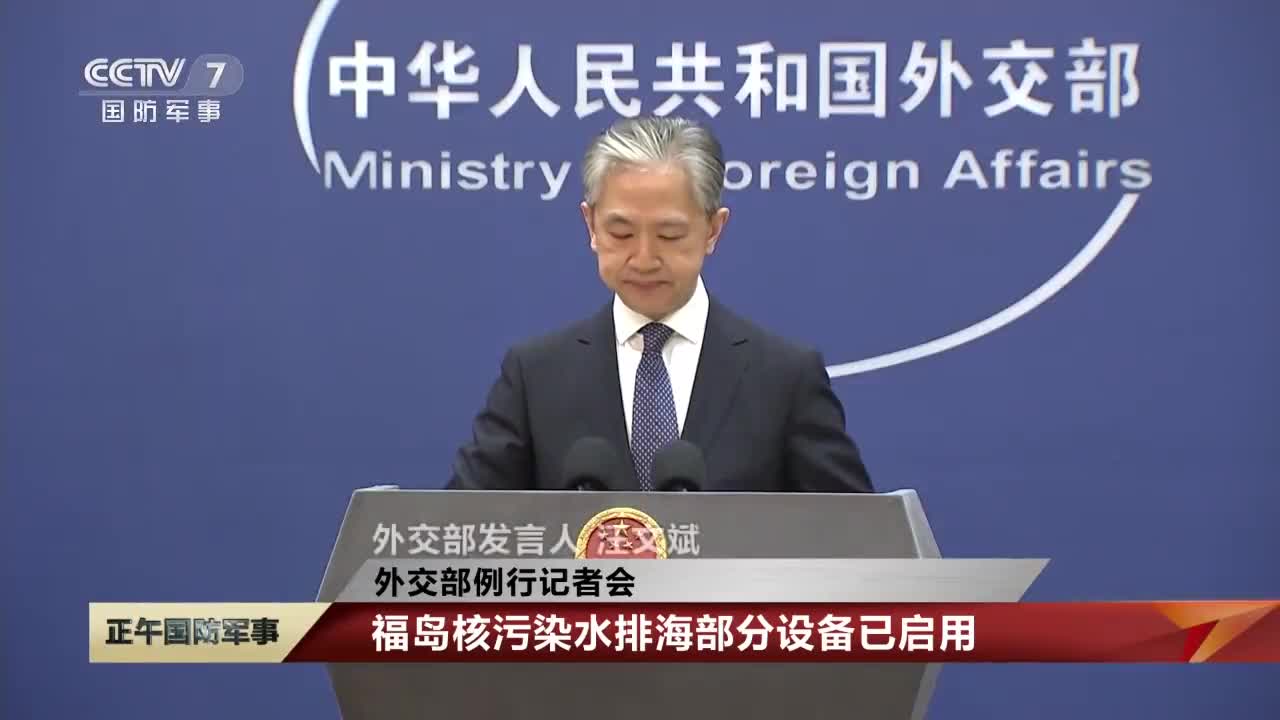 CCTV 7
国防军事
中华人民共和国外交部
Ministry oreign Affairs
外交部发言人 汪文斌
外交部例行记者会
正午国防军事
福岛核污染水排海部分设备已启用